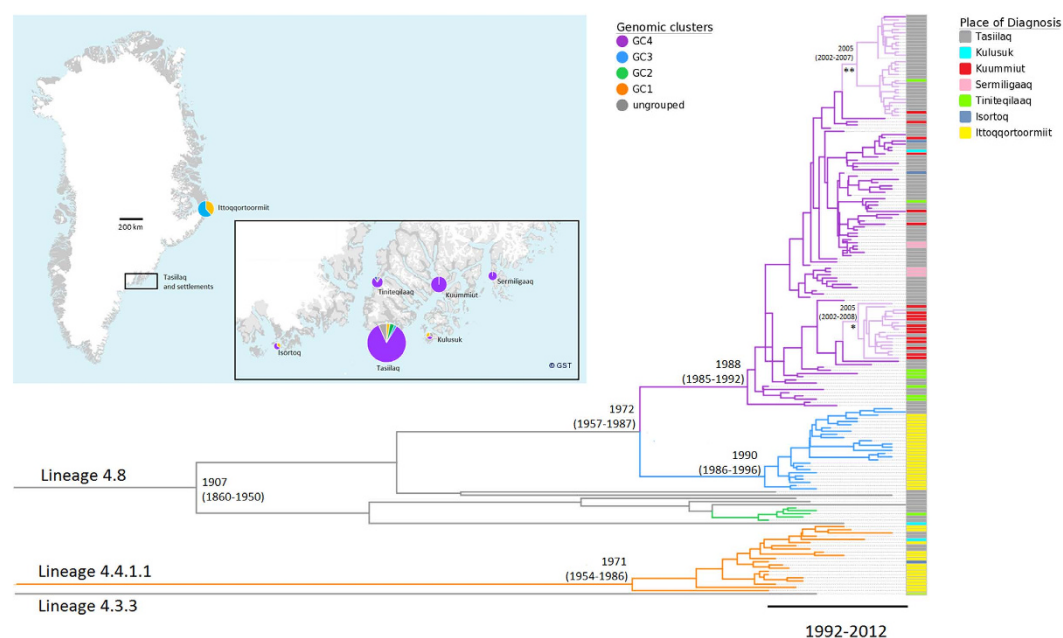 Genomic clusters
GC4
GC3
GC2
GC1
ungrouped
Place of Diagnosis
Tasiilaq
Kulusuk
Kuummiut
Sermiligaaq
Tiniteqilaaq
Isortoq
Ittoqqortoormiit
Ittoqqortoormiit
200 km
Tasiilaq
and settlements
Tiniteqilaaq
Kuummiut
Sermiligaaq
Isortoq
Tasiilaq
Kulusuk
© GST
2005
(2002-2007)
**
2005
(2002-2008)
*
1988
(1985-1992)
1972
(1957-1987)
1990
(1986-1996)
Lineage 4.8
1907
(1860-1950)
Lineage 4.4.1.1
1971
(1954-1986)
Lineage 4.3.3
1992-2012